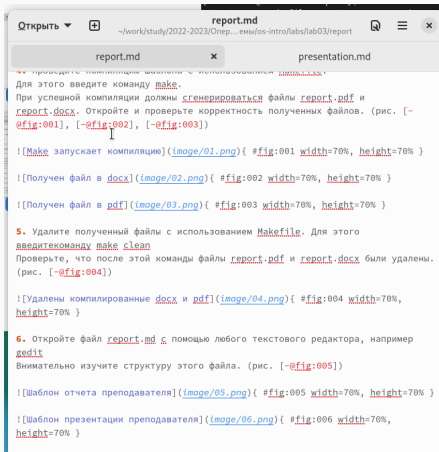 Открыть
report.md
~/work/study/2022-2023/Опер…емы/os-intro/labs/lab03/report
report.md
presentation.md
4. Проведите компиляцию шаблона с использованием Makefile.
Для этого введите команду make.
При успешной компиляции должны сгенерироваться файлы report.pdf и
report.docx. Откройте и проверьте корректность полученных файлов. (рис. [-
@fig:001], [-@fig:002], [-@fig:003])
![Make запускает компиляцию](image/01.png){ #fig:001 width=70%, height=70% }
![Получен файл в docx](image/02.png){ #fig:002 width=70%, height=70% }
![Получен файл в pdf](image/03.png){ #fig:003 width=70%, height=70% }
5. Удалите полученный файлы с использованием Makefile. Для этого
введитекоманду make clean
Проверьте, что после этой команды файлы report.pdf и report.docx были удалены.
(рис. [-@fig:004])
![Удалены компилированные docx и pdf](image/04.png){ #fig:004 width=70%,
height=70% }
6. Откройте файл report.md c помощью любого текстового редактора, например
gedit
Внимательно изучите структуру этого файла. (рис. [-@fig:005])
![Шаблон отчета преподавателя](image/05.png){ #fig:005 width=70%, height=70% }
![Шаблон презентации преподавателя](image/06.png){ #fig:006 width=70%,
height=70% }